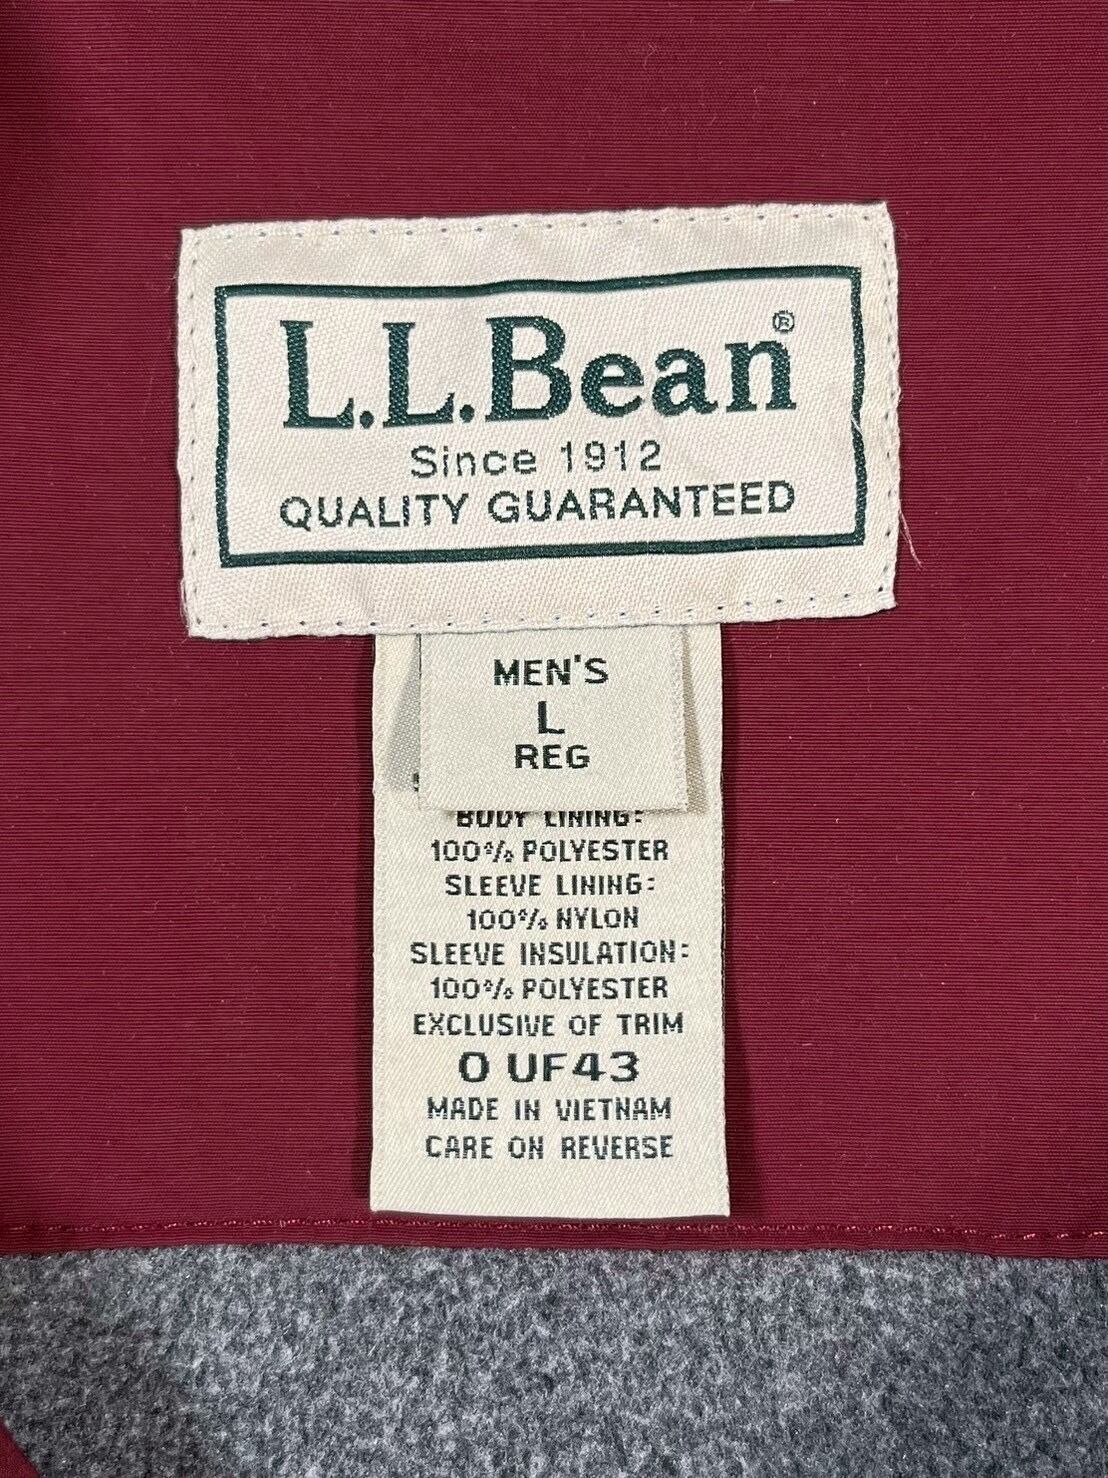 L.L.Bean®
Since 1912
QUALITY GUARANTEED
MEN'S
L
REG
BODY LINING:
100% POLYESTER
SLEEVE LINING:
100% NYLON
SLEEVE INSULATION:
100% POLYESTER
EXCLUSIVE OF TRIM
0 UF43
MADE IN VIETNAM
CARE ON REVERSE